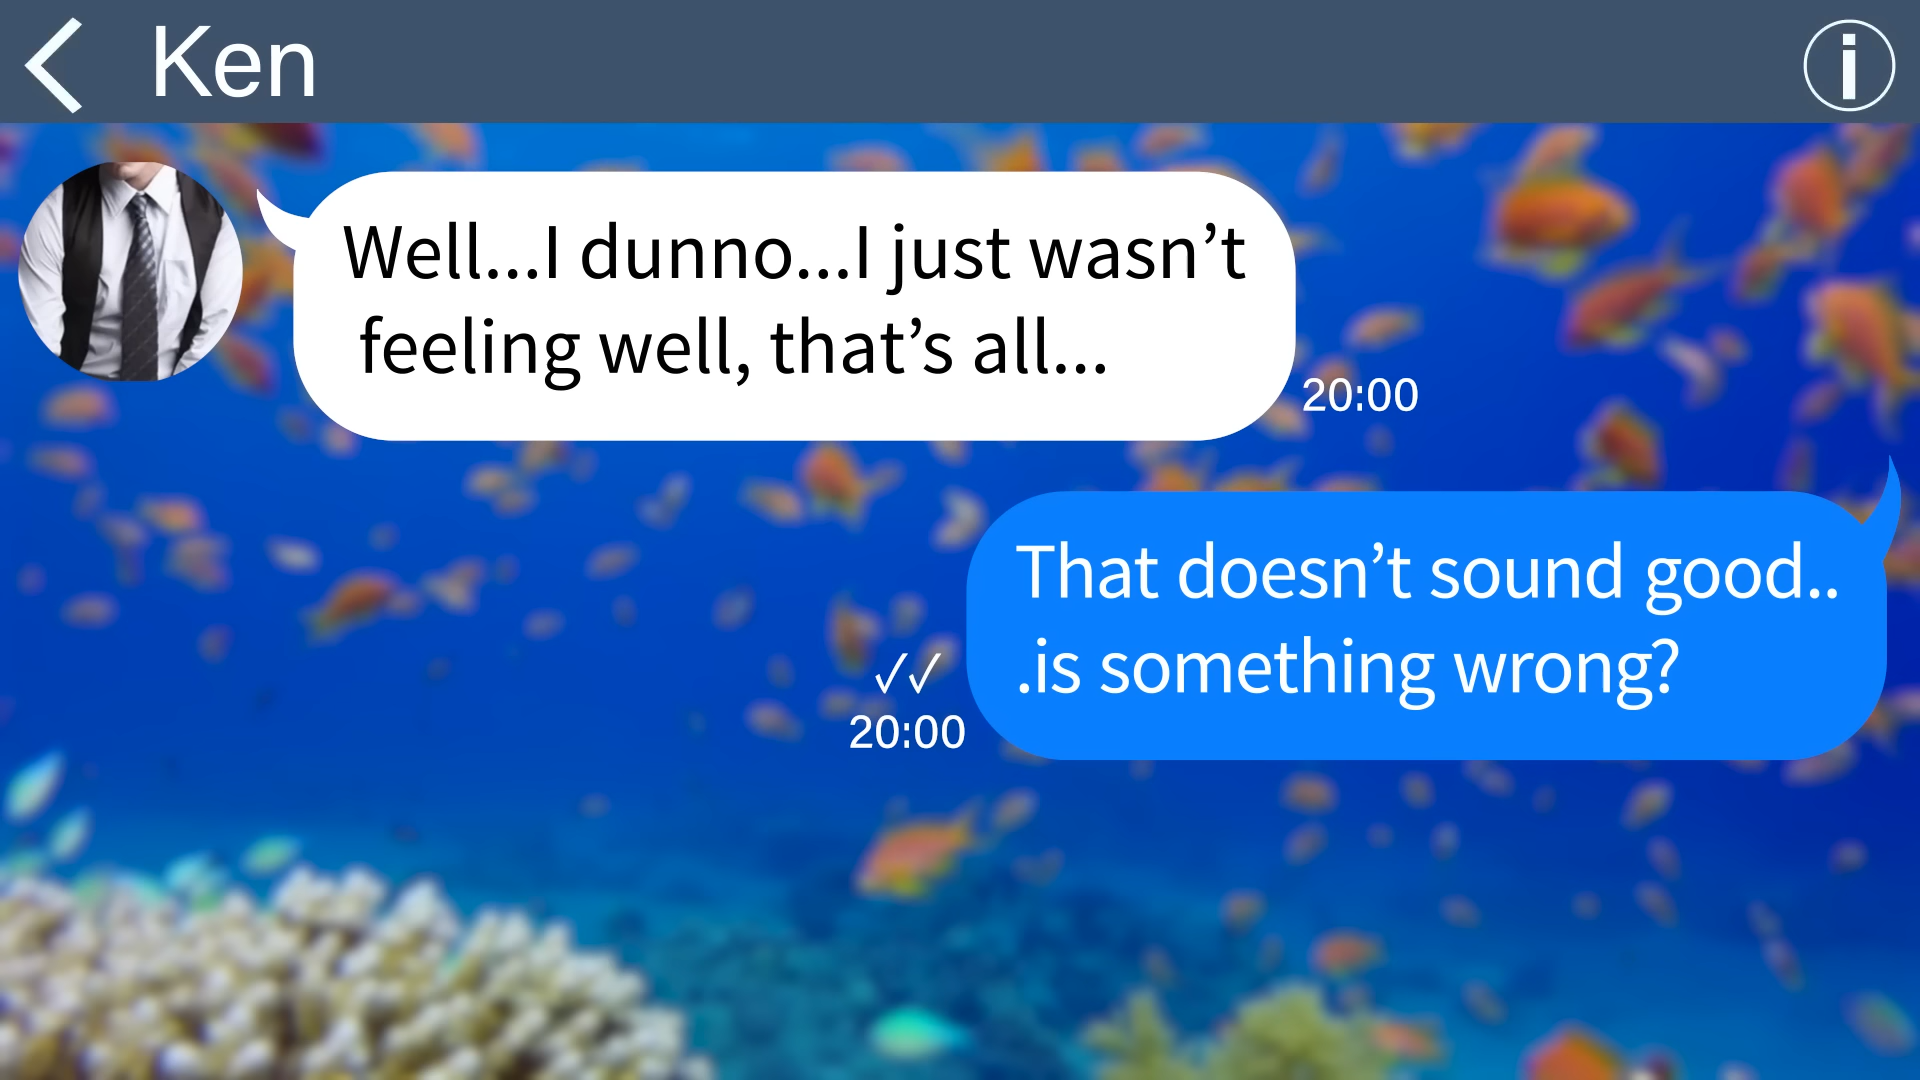 Ken
Well...I dunno...I just wasn’t
feeling well, that’s all...
20:00
That doesn’t sound good..
.is something wrong?
✓✓
20:00